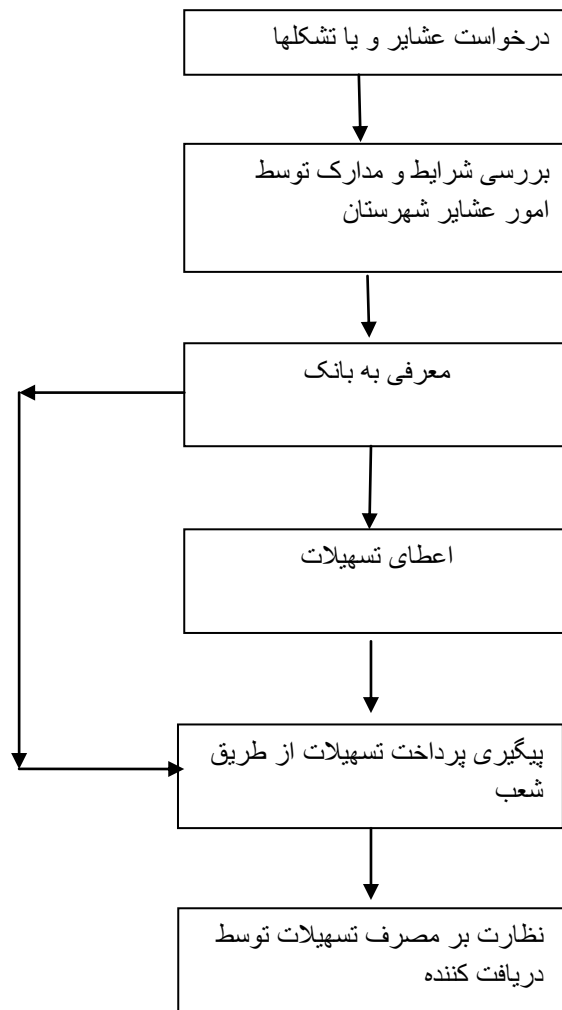 درخواست عشایر و یا تشکلها
بررسی شرایط و مدارک توسط
امور عشایر شهرستان
معرفی به بانک
اعطای تسهیلات
پیگیری پرداخت تسهیلات از طریق
شعب
نظارت بر مصرف تسهیلات توسط
دریافت کننده